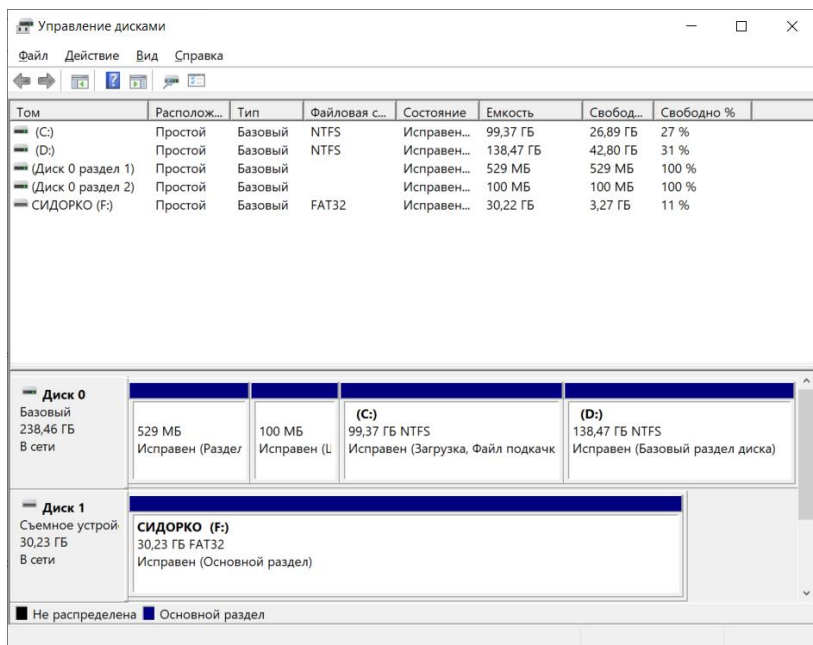 Управление дисками
Файл Действие Вид Справка
Том Располож... Тип Файловая с... Состояние Емкость Свобод... Свободно %
(C:) Простой Базовый NTFS Исправен... 99,37 ГБ 26,89 ГБ 27 %
(D:) Простой Базовый NTFS Исправен... 138,47 ГБ 42,80 ГБ 31 %
(Диск 0 раздел 1) Простой Базовый Исправен... 529 МБ 529 МБ 100 %
(Диск 0 раздел 2) Простой Базовый Исправен... 100 МБ 100 МБ 100 %
СИДОРКО (F:) Простой Базовый FAT32 Исправен... 30,22 ГБ 3,27 ГБ 11 %
Диск 0
Базовый
238,46 ГБ
В сети
529 МБ
Исправен (Раздел
100 МБ
Исправен (Ш
(C:)
99,37 ГБ NTFS
Исправен (Загрузка, Файл подкачк
(D:)
138,47 ГБ NTFS
Исправен (Базовый раздел диска)
Диск 1
Съемное устрой
30,23 ГБ
В сети
СИДОРКО (F:)
30,23 ГБ FAT32
Исправен (Основной раздел)
Не распределена Основной раздел